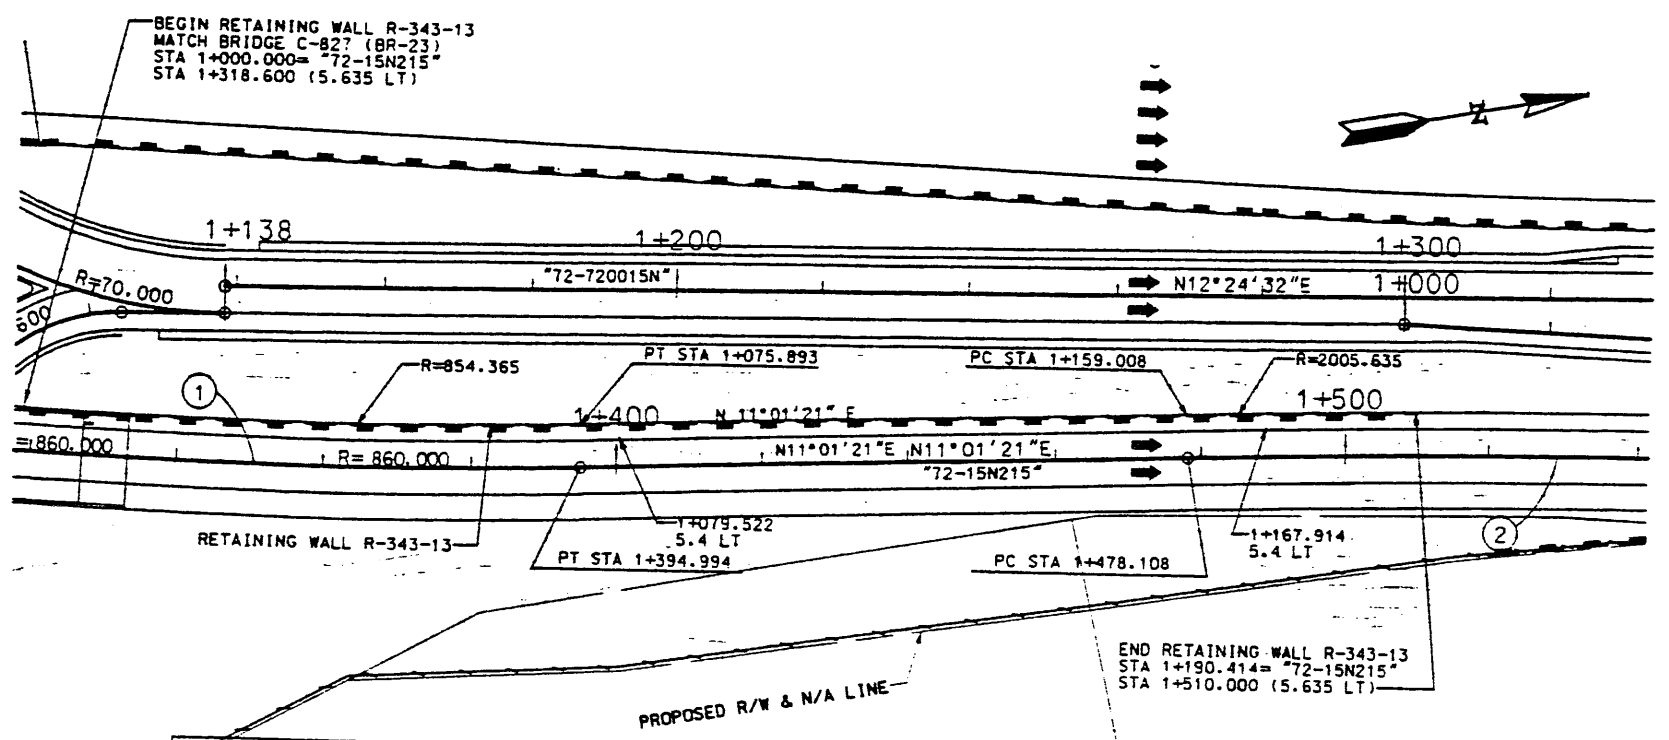 BEGIN RETAINING WALL R-343-13
MATCH BRIDGE C-827 (BR-23)
STA 1+000.000= "72-15N215"
STA 1+318.600 (5.635 LT)
N
1+138
1+200
1+300
"72-720015N"
N12°24'32"E
1+000
R=70.000
600
R=854.365
PT STA 1+075.893
PC STA 1+159.008
R=2005.635
1
1+400
N 11°01'21" E
1+500
=860.000
R= 860.000
N11°01'21"E
N11°01'21"E
"72-15N215"
RETAINING WALL R-343-13
1+079.522
5.4 LT
PT STA 1+394.994
PC STA 1+478.108
1+167.914
5.4 LT
2
END RETAINING WALL R-343-13
STA 1+190.414= "72-15N215"
STA 1+510.000 (5.635 LT)
PROPOSED R/W & N/A LINE